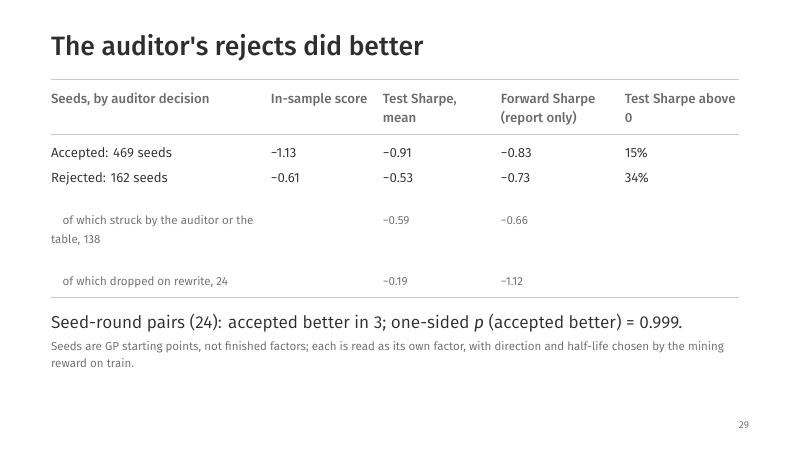 The auditor's rejects did better
Seeds, by auditor decision In-sample score Test Sharpe, mean Forward Sharpe (report only) Test Sharpe above 0
Accepted: 469 seeds −1.13 −0.91 −0.83 15%
Rejected: 162 seeds −0.61 −0.53 −0.73 34%
of which struck by the auditor or the table, 138 −0.59 −0.66
of which dropped on rewrite, 24 −0.19 −1.12
Seed-round pairs (24): accepted better in 3; one-sided p (accepted better) = 0.999.
Seeds are GP starting points, not finished factors; each is read as its own factor, with direction and half-life chosen by the mining
reward on train.
29